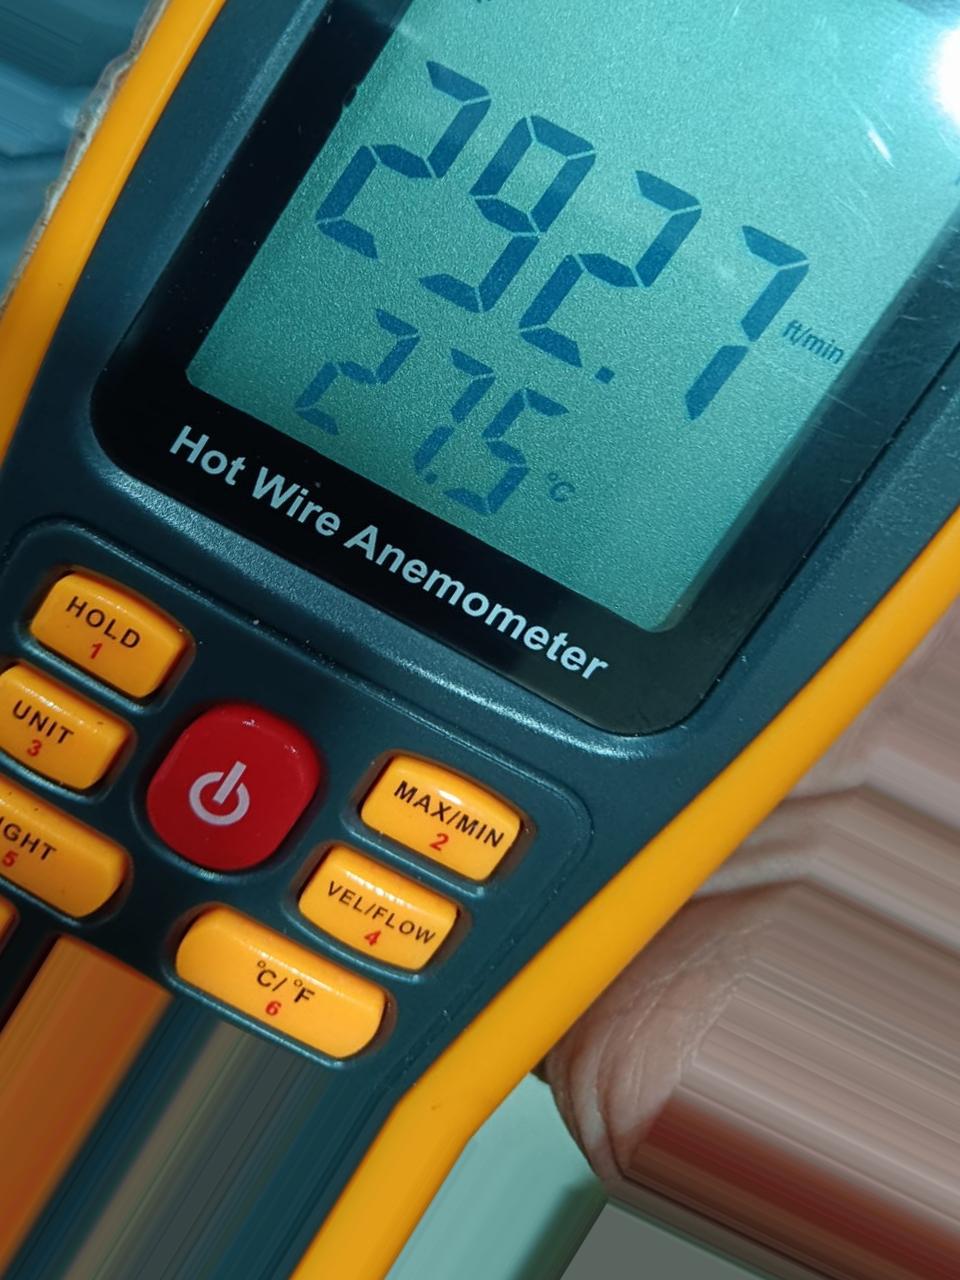 292.7 ft/min
27.5 °C
Hot Wire Anemometer
HOLD
1
UNIT
3
IGHT
5
MAX/MIN
2
VEL/FLOW
4
°C/°F
6